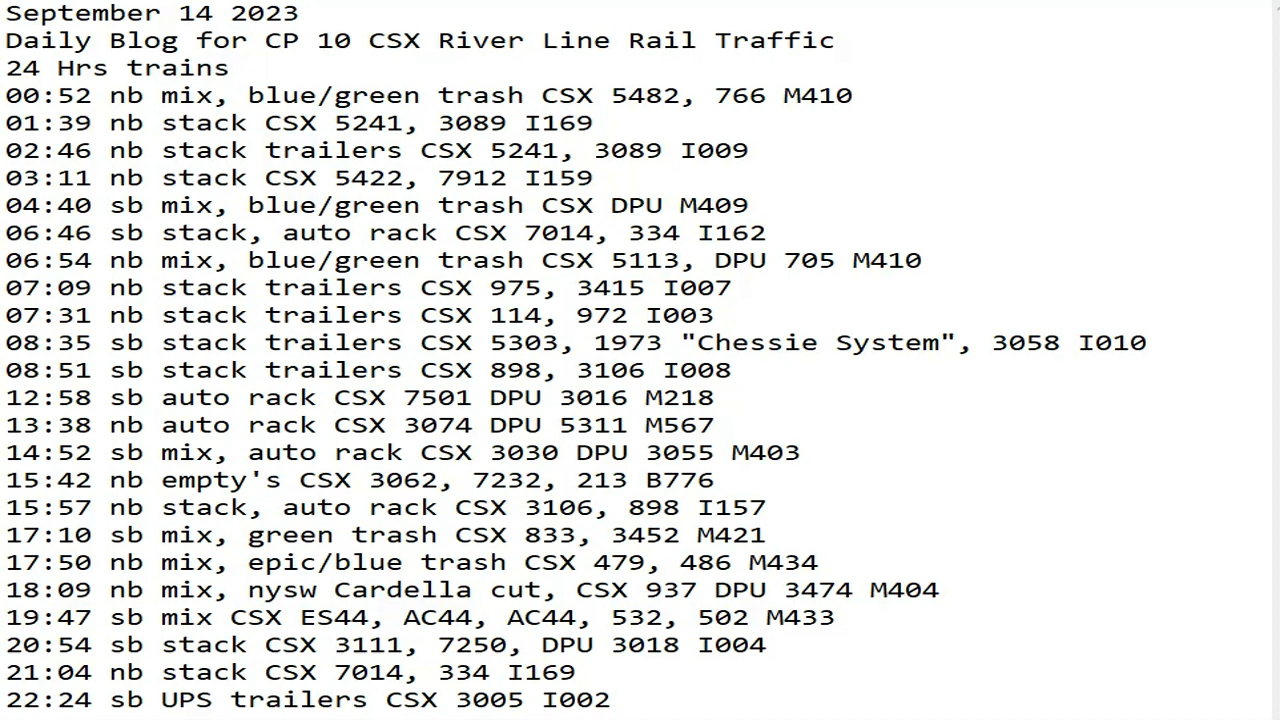 September 14 2023
Daily Blog for CP 10 CSX River Line Rail Traffic
24 Hrs trains
00:52 nb mix, blue/green trash CSX 5482, 766 M410
01:39 nb stack CSX 5241, 3089 I169
02:46 nb stack trailers CSX 5241, 3089 I009
03:11 nb stack CSX 5422, 7912 I159
04:40 sb mix, blue/green trash CSX DPU M409
06:46 sb stack, auto rack CSX 7014, 334 I162
06:54 nb mix, blue/green trash CSX 5113, DPU 705 M410
07:09 nb stack trailers CSX 975, 3415 I007
07:31 nb stack trailers CSX 114, 972 I003
08:35 sb stack trailers CSX 5303, 1973 "Chessie System", 3058 I010
08:51 sb stack trailers CSX 898, 3106 I008
12:58 sb auto rack CSX 7501 DPU 3016 M218
13:38 nb auto rack CSX 3074 DPU 5311 M567
14:52 sb mix, auto rack CSX 3030 DPU 3055 M403
15:42 nb empty's CSX 3062, 7232, 213 B776
15:57 nb stack, auto rack CSX 3106, 898 I157
17:10 sb mix, green trash CSX 833, 3452 M421
17:50 nb mix, epic/blue trash CSX 479, 486 M434
18:09 nb mix, nysw Cardella cut, CSX 937 DPU 3474 M404
19:47 sb mix CSX ES44, AC44, AC44, 532, 502 M433
20:54 sb stack CSX 3111, 7250, DPU 3018 I004
21:04 nb stack CSX 7014, 334 I169
22:24 sb UPS trailers CSX 3005 I002